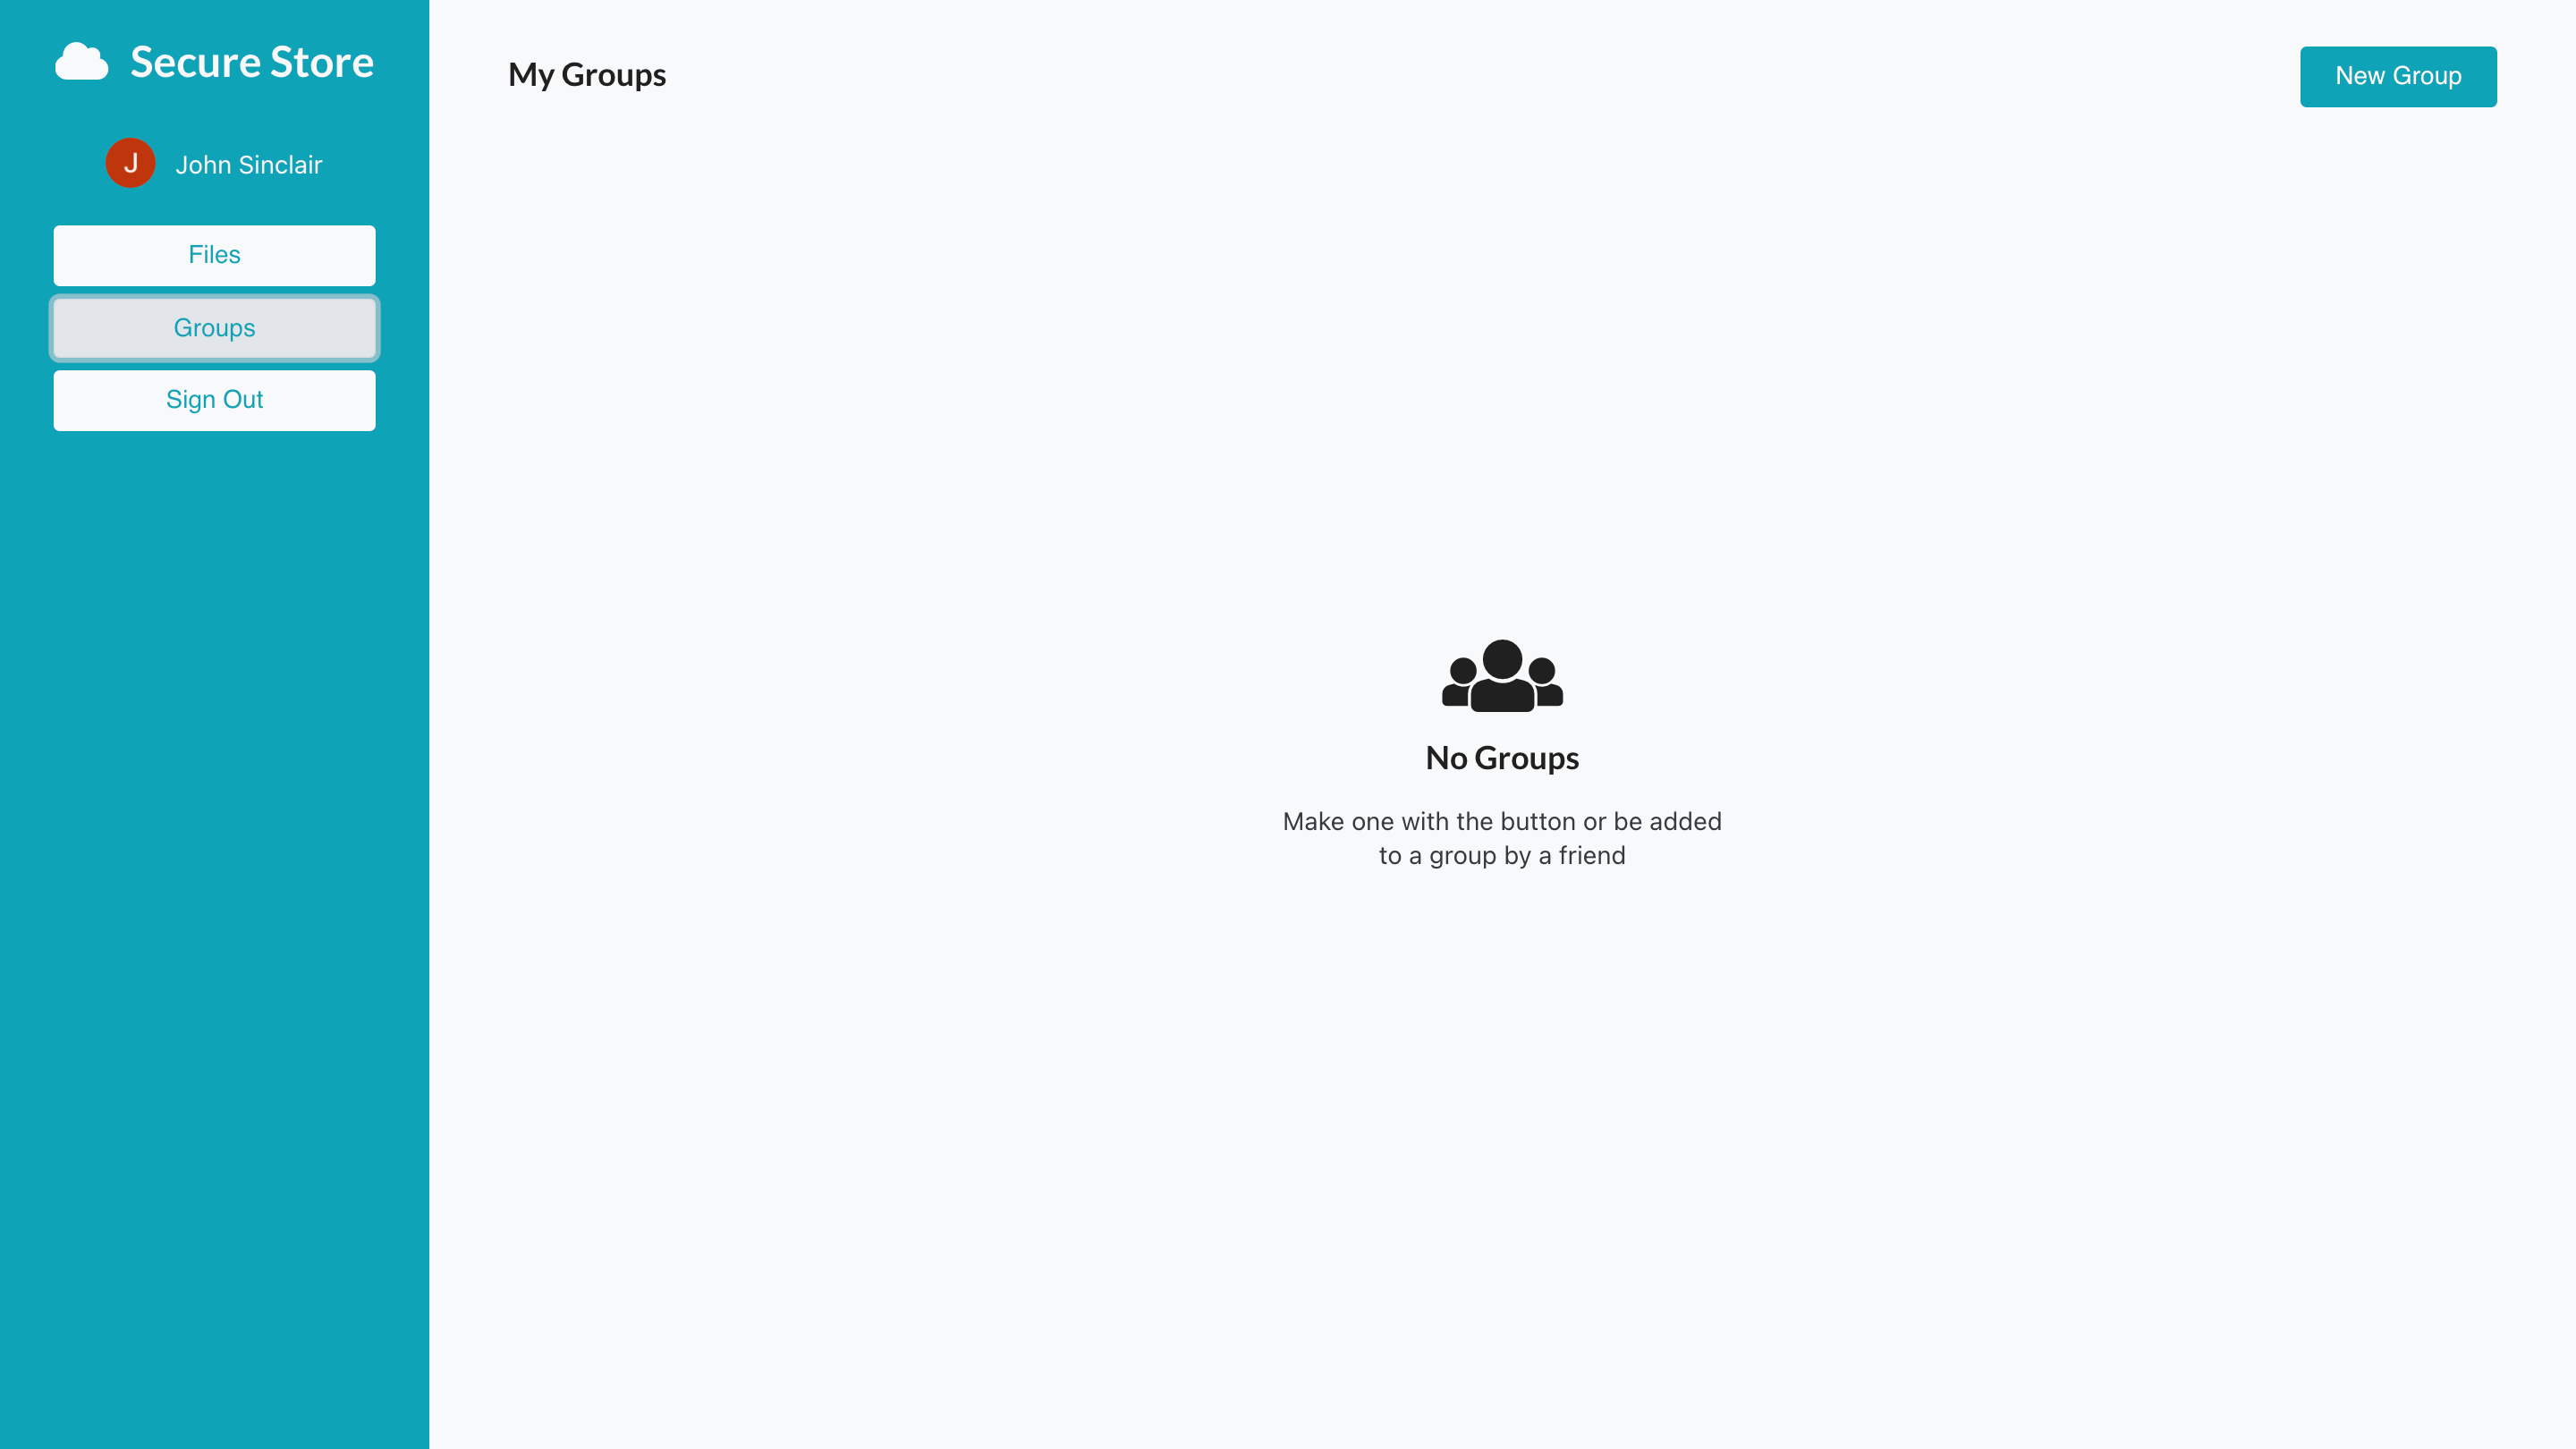 Secure Store
J
John Sinclair
Files
Groups
Sign Out
My Groups
New Group
No Groups
Make one with the button or be added
to a group by a friend